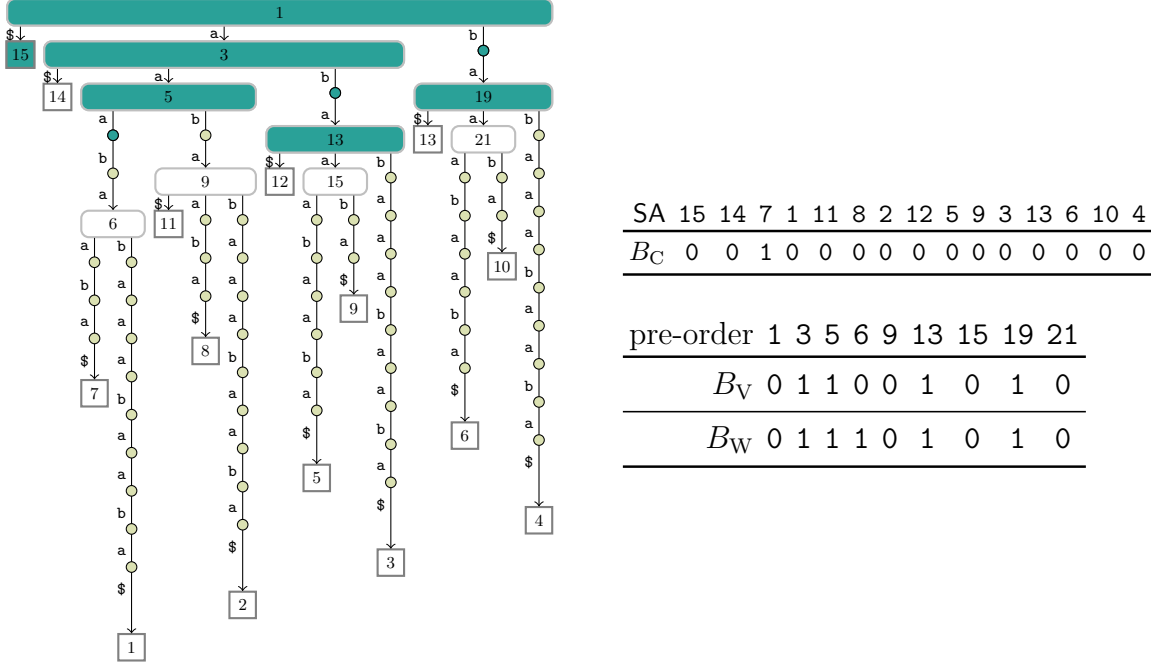 1
$ a b
15 3 a
$ a b
14 5 19
a b a $ a b
13 13 21
b a $ a b a b a
9 12 15
a $ a b a b a b a a
6 11
a b b a b a a a $ a
10
b a a a a $ a a b
9
a a $ a a b b a
8
$ a b b a a a
7
b a a a $ b
a a $ b a
6
a b a $
5
b a $
4
a $
3
$
2
1
SA 15 14 7 1 11 8 2 12 5 9 3 13 6 10 4
BC 0 0 1 0 0 0 0 0 0 0 0 0 0 0 0
pre-order 1 3 5 6 9 13 15 19 21
BV 0 1 1 0 0 1 0 1 0
BW 0 1 1 1 0 1 0 1 0